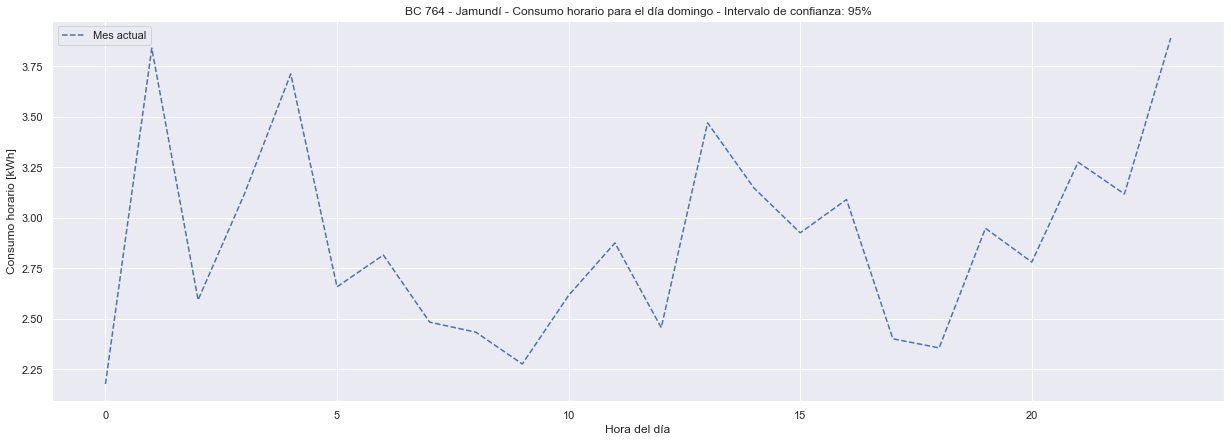 BC 764 - Jamundí - Consumo horario para el día domingo - Intervalo de confianza: 95%
Mes actual
3.75
3.50
3.25
3.00
2.75
2.50
2.25
Consumo horario [kWh]
0 5 10 15 20
Hora del día